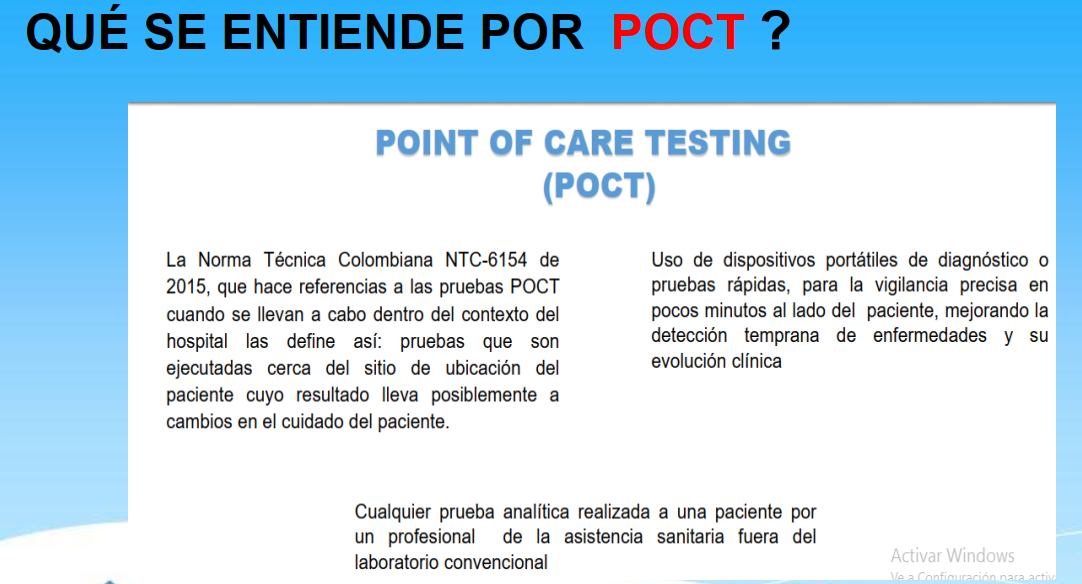 QUÉ SE ENTIENDE POR POCT ?
POINT OF CARE TESTING
(POCT)
La Norma Técnica Colombiana NTC-6154 de
2015, que hace referencias a las pruebas POCT
cuando se llevan a cabo dentro del contexto del
hospital las define así: pruebas que son
ejecutadas cerca del sitio de ubicación del
paciente cuyo resultado lleva posiblemente a
cambios en el cuidado del paciente.
Uso de dispositivos portátiles de diagnóstico o
pruebas rápidas, para la vigilancia precisa en
pocos minutos al lado del paciente, mejorando la
detección temprana de enfermedades y su
evolución clínica
Cualquier prueba analítica realizada a una paciente por
un profesional de la asistencia sanitaria fuera del
laboratorio convencional
Activar Windows
Ve a Configuración para activ